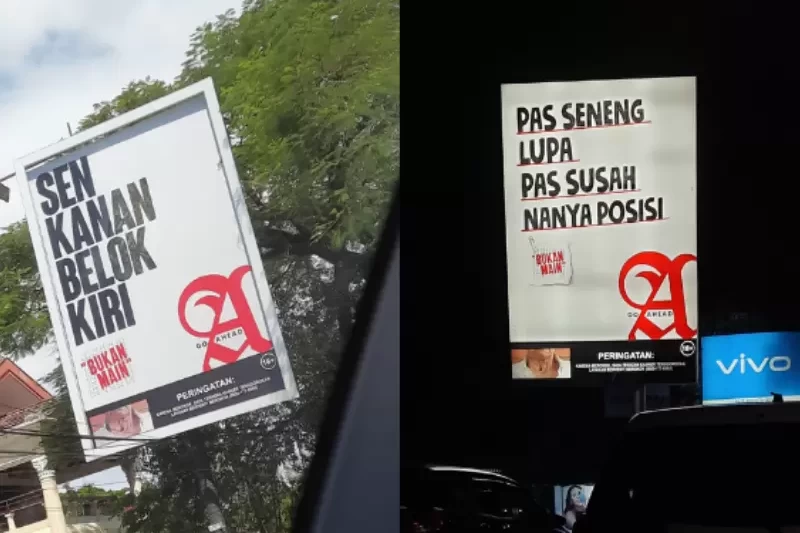 SEN
KANAN
BELOK
KIRI
"BUKAN
MAIN"
A
GO AHEAD
18+
PERINGATAN:
PAS SENENG
LUPA
PAS SUSAH
NANYA POSISI
"BUKAN
MAIN"
A
GO AHEAD
18+
PERINGATAN:
vivo